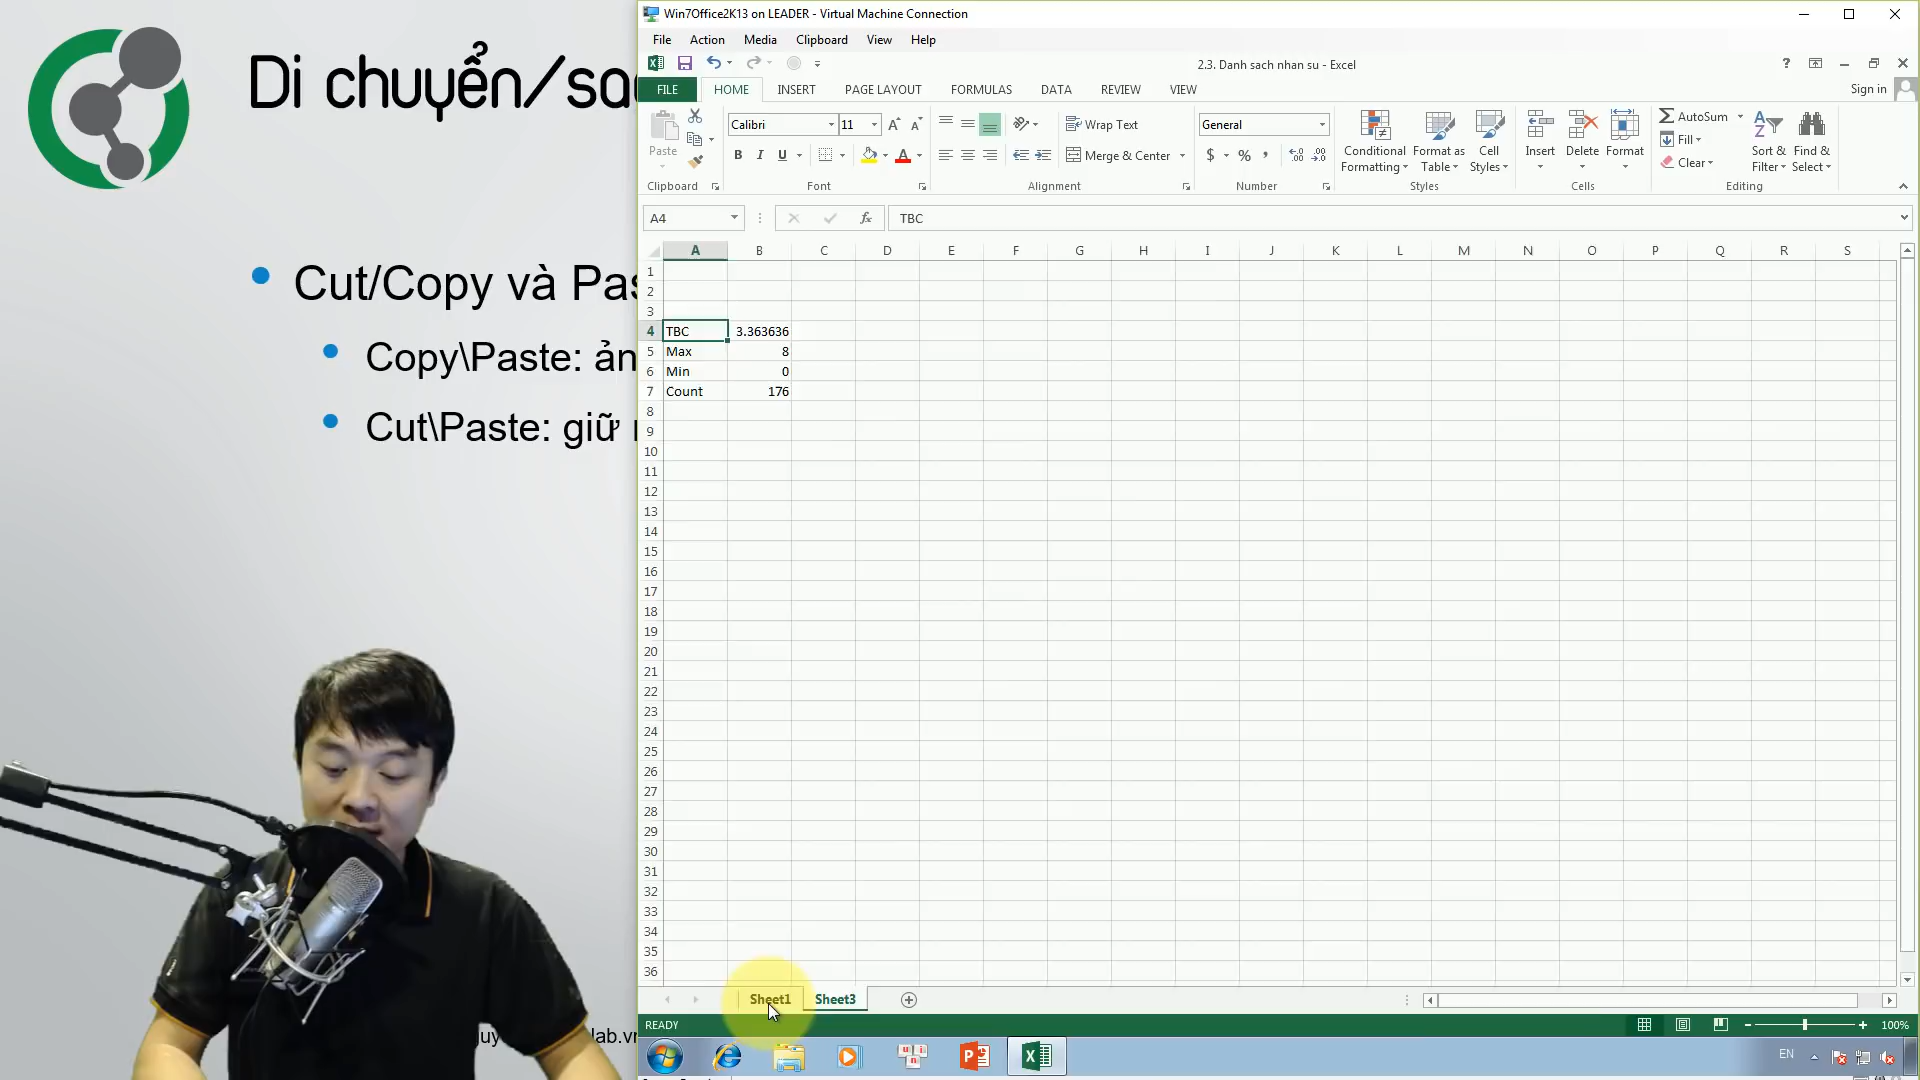 Di chuyển/sao
Cut/Copy và Pas
Copy\Paste: ản
Cut\Paste: giữ
lab.vn
Win7Office2K13 on LEADER - Virtual Machine Connection
File Action Media Clipboard View Help
2.3. Danh sach nhan su - Excel
FILE HOME INSERT PAGE LAYOUT FORMULAS DATA REVIEW VIEW Sign in
Paste
Calibri 11
B I U A
Wrap Text
Merge & Center
General
$ %
Conditional Formatting
Format as Table
Cell Styles
Insert Delete Format
AutoSum
Fill
Clear
Sort & Filter
Find & Select
Clipboard Font Alignment Number Styles Cells Editing
A4 fx TBC
A B C D E F G H I J K L M N O P Q R S
1
2
3
4 TBC 3.363636
5 Max 8
6 Min 0
7 Count 176
8
9
10
11
12
13
14
15
16
17
18
19
20
21
22
23
24
25
26
27
28
29
30
31
32
33
34
35
36
Sheet1 Sheet3
READY 100%
EN